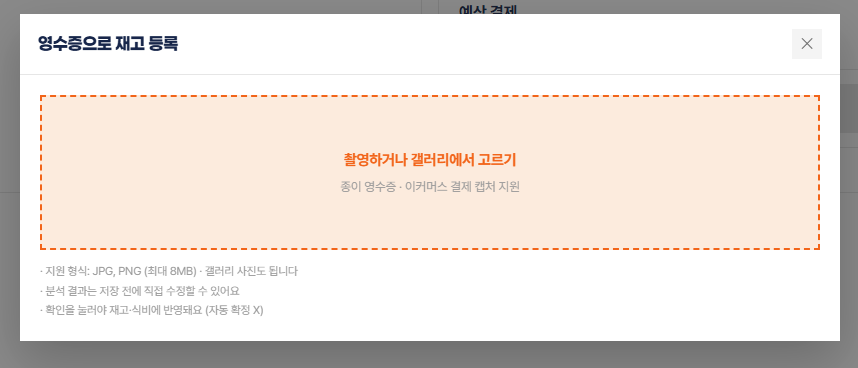 예상 결제
영수증으로 재고 등록
촬영하거나 갤러리에서 고르기
종이 영수증 · 이커머스 결제 캡처 지원
· 지원 형식: JPG, PNG (최대 8MB) · 갤러리 사진도 됩니다
· 분석 결과는 저장 전에 직접 수정할 수 있어요
· 확인을 눌러야 재고·식비에 반영돼요 (자동 확정 X)